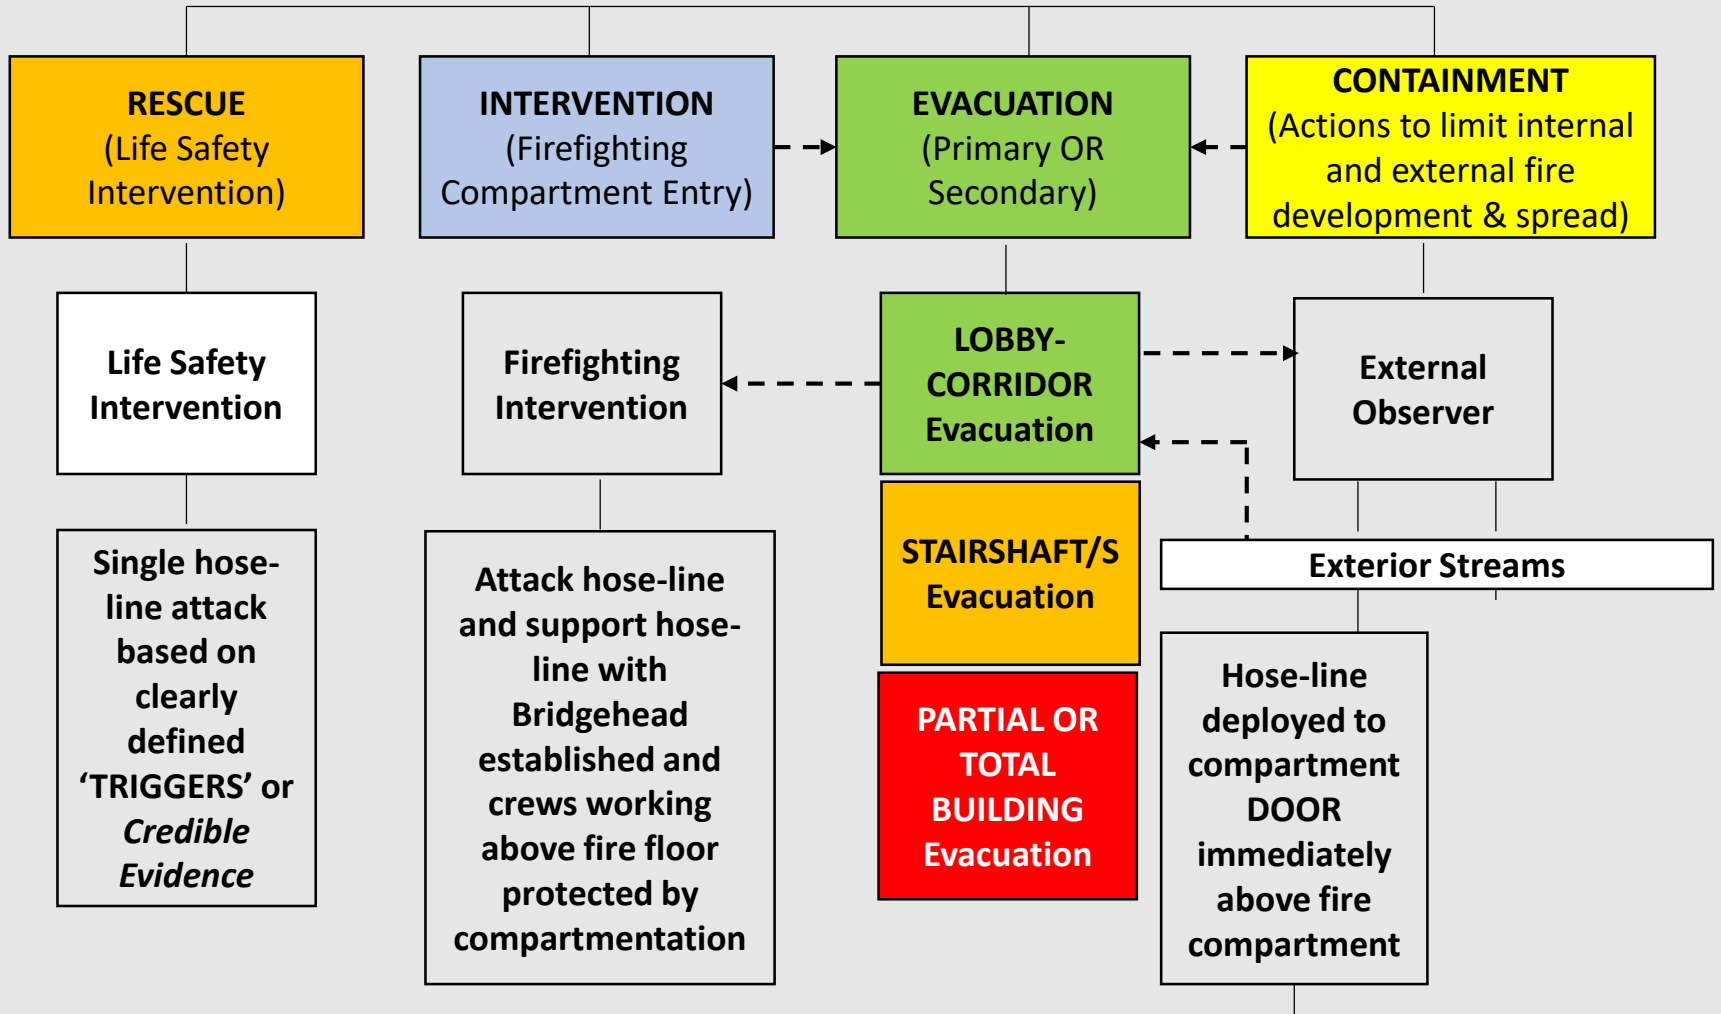 RESCUE
(Life Safety
Intervention)
INTERVENTION
(Firefighting
Compartment Entry)
EVACUATION
(Primary OR
Secondary)
CONTAINMENT
(Actions to limit internal
and external fire
development & spread)
Life Safety
Intervention
Firefighting
Intervention
LOBBY-
CORRIDOR
Evacuation
External
Observer
Single hose-
line attack
based on
clearly
defined
‘TRIGGERS’ or
Credible
Evidence
Attack hose-line
and support hose-
line with
Bridgehead
established and
crews working
above fire floor
protected by
compartmentation
STAIRSHAFT/S
Evacuation
PARTIAL OR
TOTAL
BUILDING
Evacuation
Exterior Streams
Hose-line
deployed to
compartment
DOOR
immediately
above fire
compartment